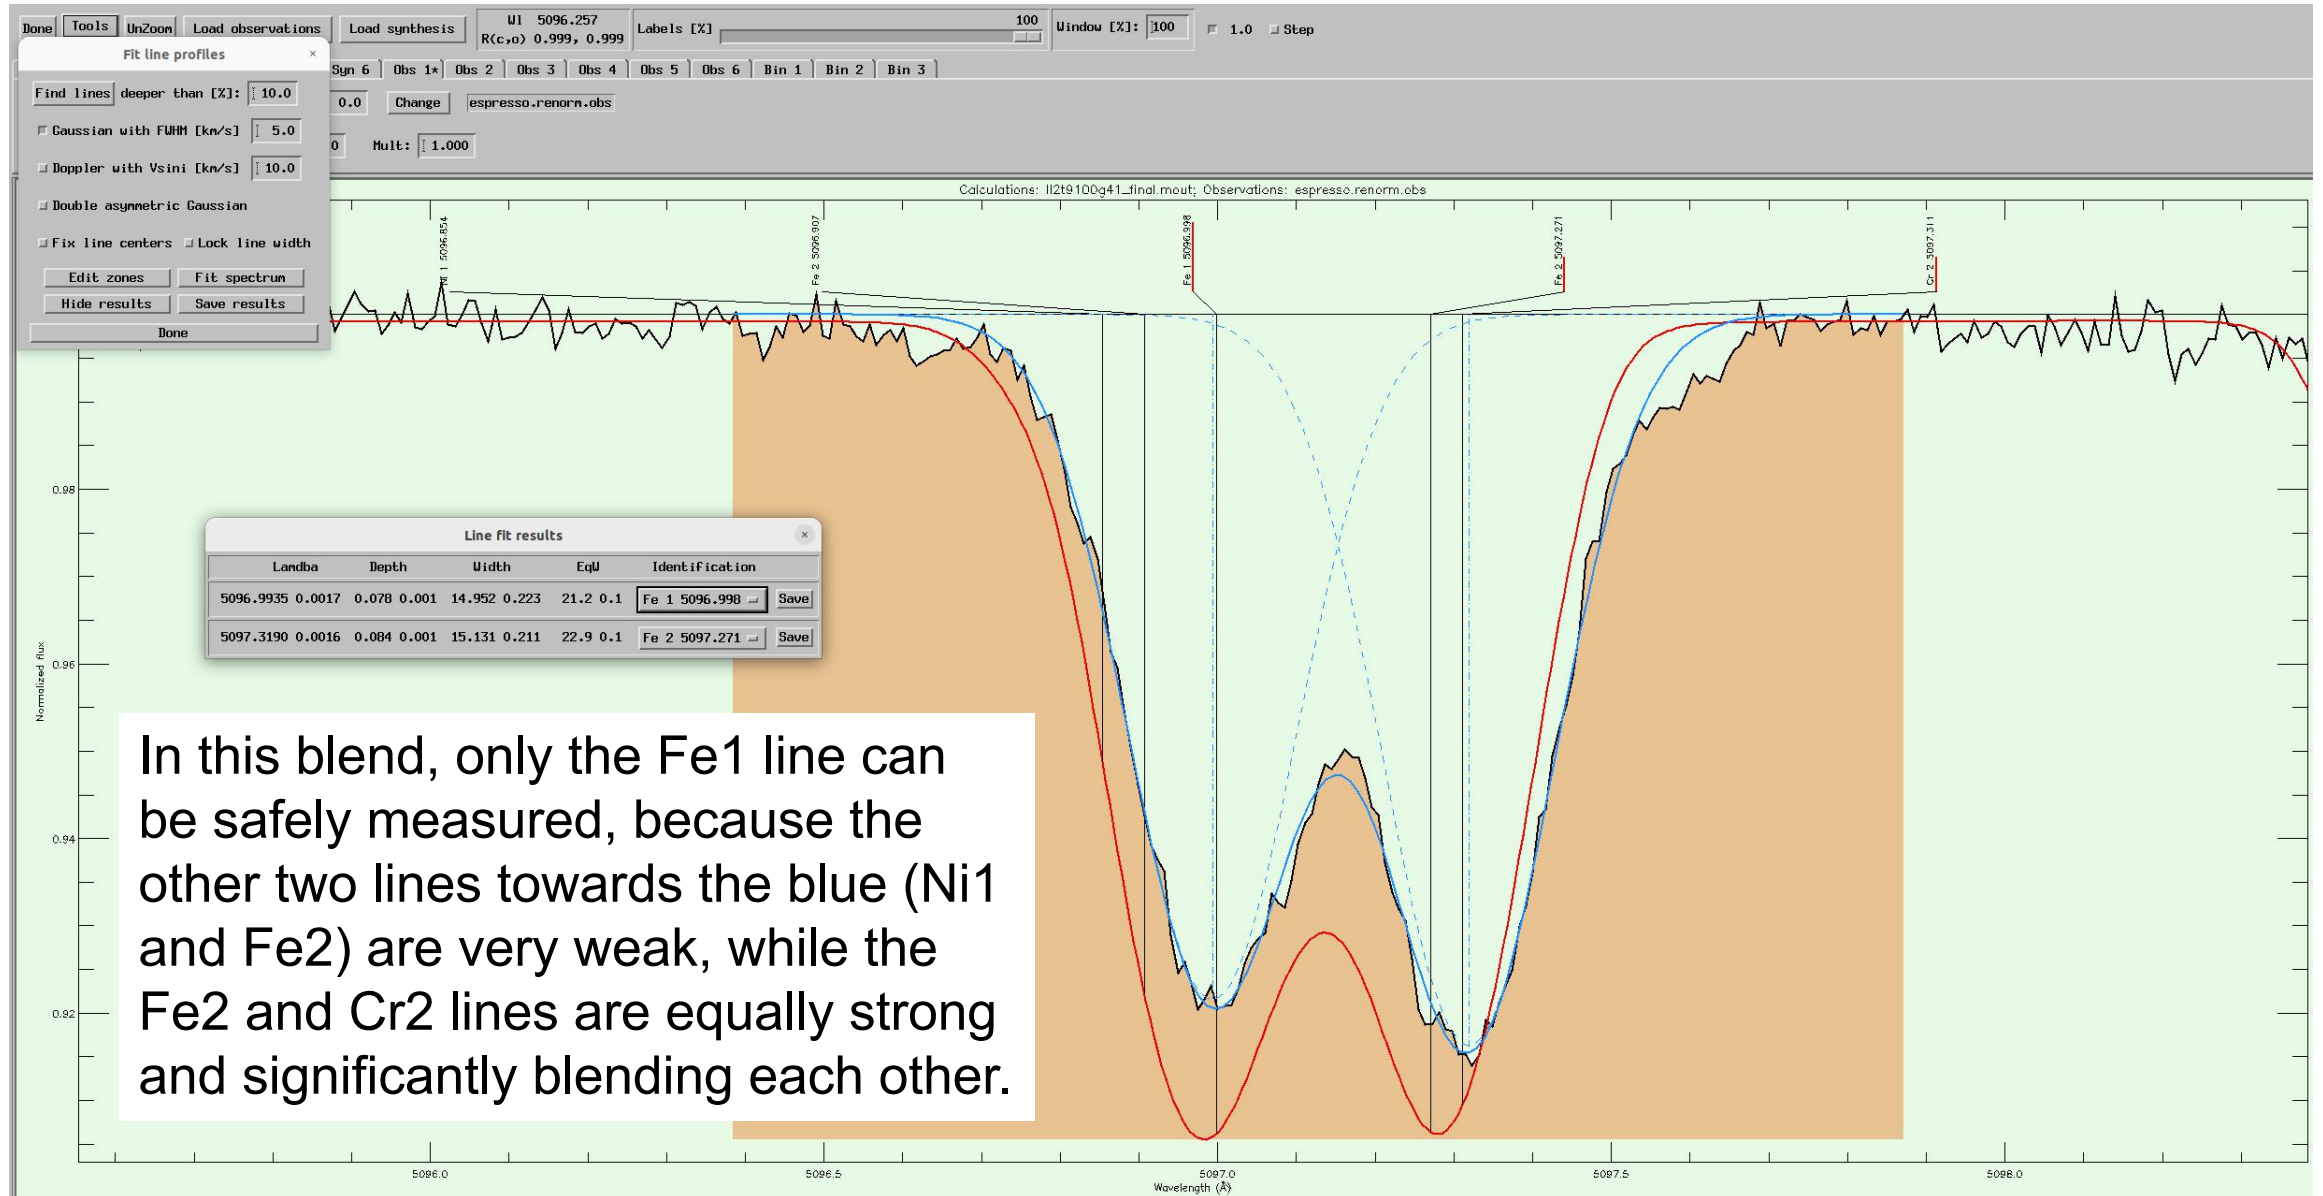 Done Tools UnZoom Load observations Load synthesis Wl 5096.257 Labels [%] 100 Window [%]: 100 1.0 Step
R(c,o) 0.999, 0.999
Fit line profiles ×
Syn 6 Obs 1* Obs 2 Obs 3 Obs 4 Obs 5 Obs 6 Bin 1 Bin 2 Bin 3
Find lines deeper than [%]: 10.0
0.0 Change espresso.renorm.obs
Gaussian with FWHM [km/s] 5.0
0 Mult: 1.000
Doppler with Vsini [km/s] 10.0
Double asymmetric Gaussian
Fix line centers Lock line width
Edit zones Fit spectrum
Hide results Save results
Done
Calculations: ll2t9100g41_final.mout; Observations: espresso.renorm.obs
Ni 1 5096.854
Fe 2 5096.907
Fe 1 5096.998
Fe 2 5097.271
Cr 2 5097.311
0.98
0.96
0.94
0.92
Normalized flux
Line fit results ×
Lamdba Depth Width EqW Identification
5096.9935 0.0017 0.078 0.001 14.952 0.223 21.2 0.1 Fe 1 5096.998 Save
5097.3190 0.0016 0.084 0.001 15.131 0.211 22.9 0.1 Fe 2 5097.271 Save
In this blend, only the Fe1 line can
be safely measured, because the
other two lines towards the blue (Ni1
and Fe2) are very weak, while the
Fe2 and Cr2 lines are equally strong
and significantly blending each other.
5096.0 5096.5 5097.0 5097.5 5098.0
Wavelength (Å)